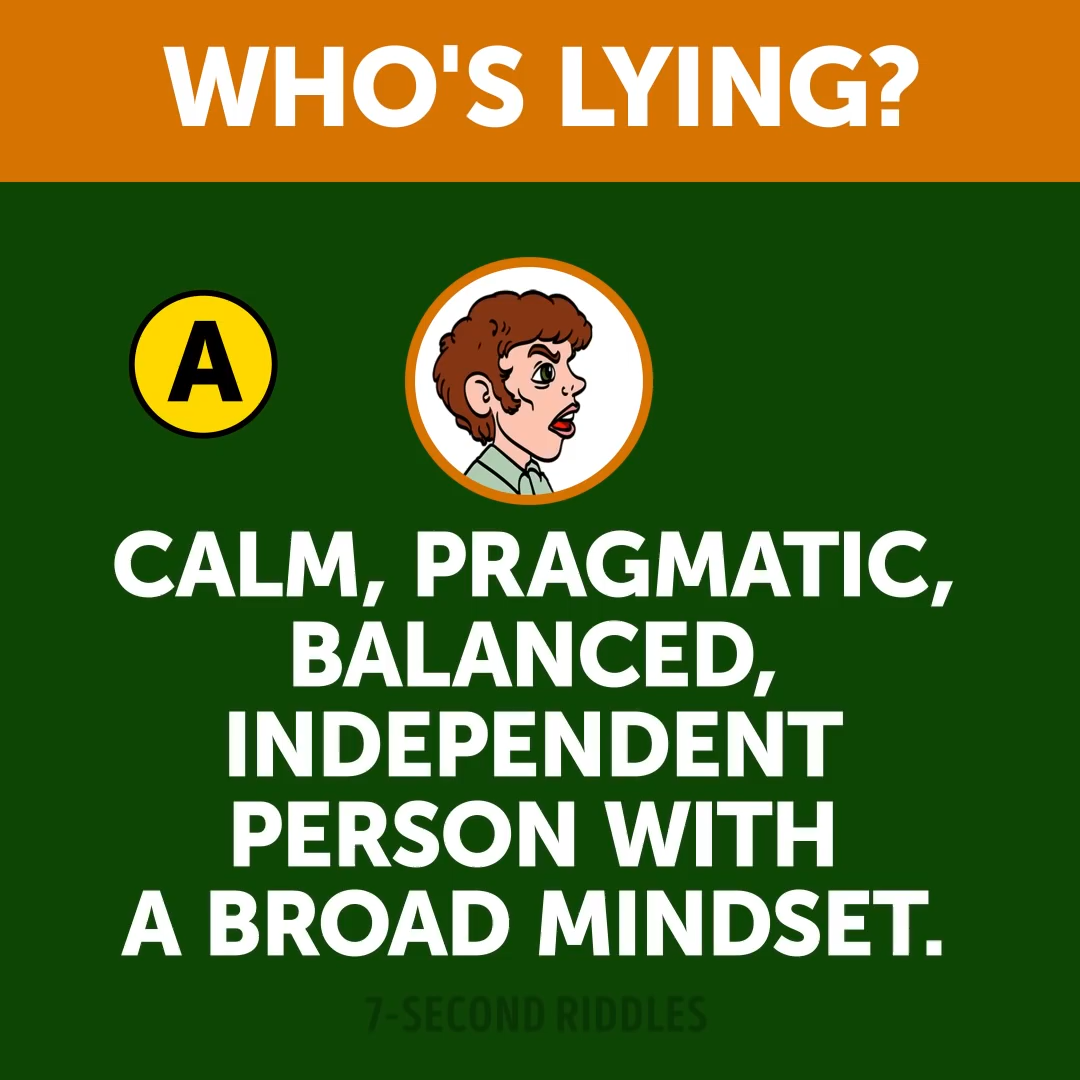 WHO'S LYING?
A
CALM, PRAGMATIC,
BALANCED,
INDEPENDENT
PERSON WITH
A BROAD MINDSET.
7-SECOND RIDDLES